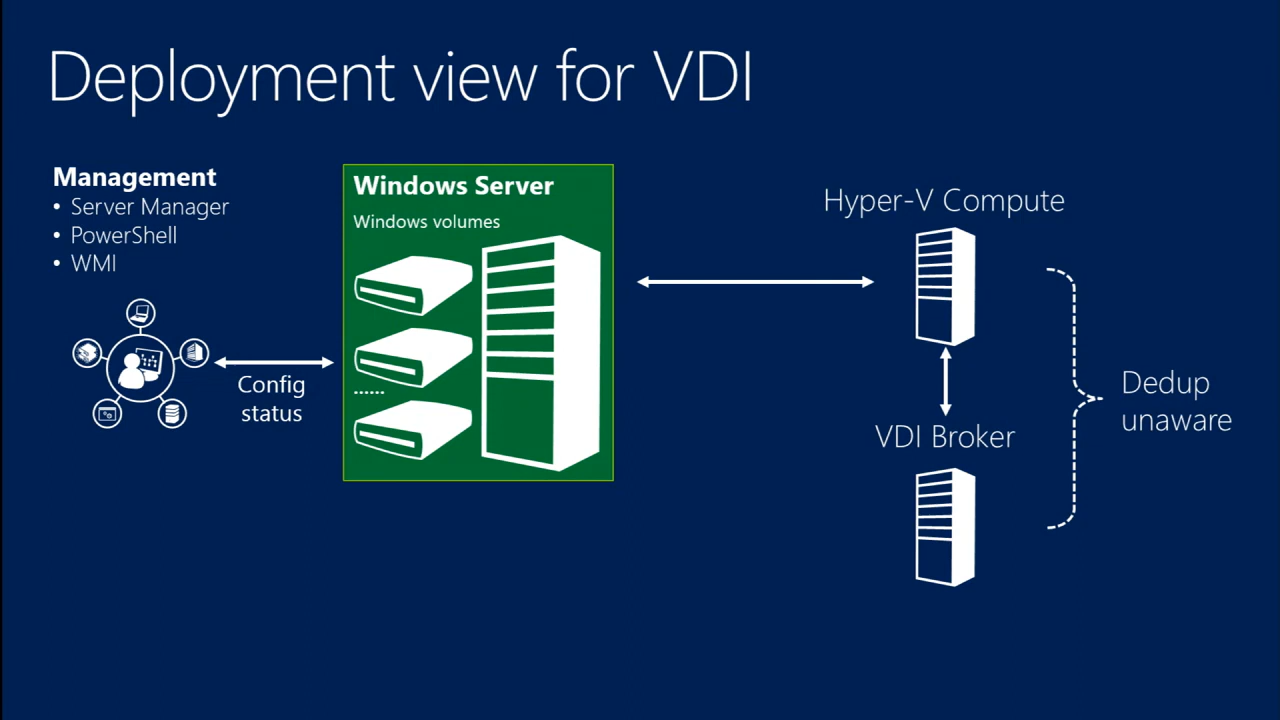 Deployment view for VDI
Management
• Server Manager
• PowerShell
• WMI
Config
status
Windows Server
Windows volumes
......
Hyper-V Compute
VDI Broker
Dedup
unaware